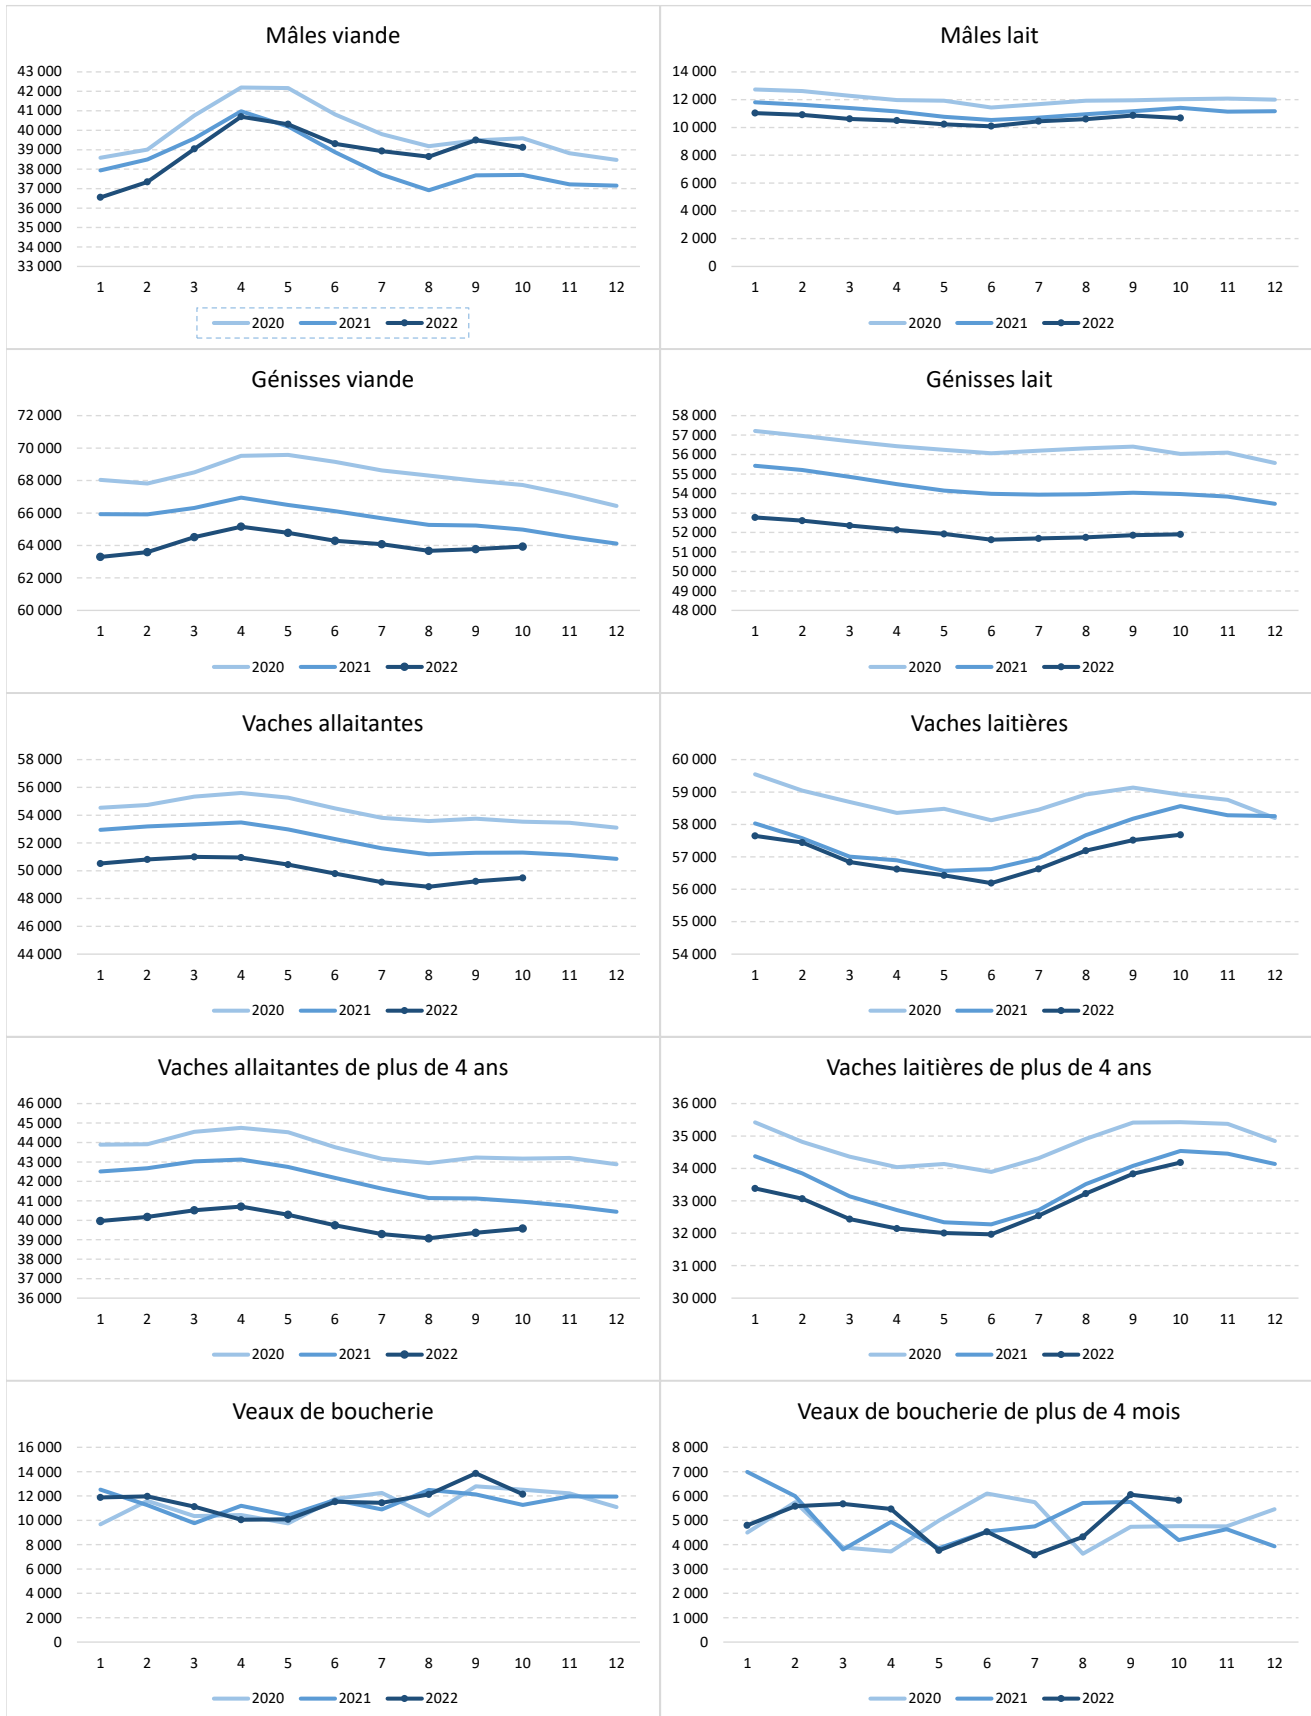 Mâles viande
43 000
42 000
41 000
40 000
39 000
38 000
37 000
36 000
35 000
34 000
33 000
1 2 3 4 5 6 7 8 9 10 11 12
2020 2021 2022
Mâles lait
14 000
12 000
10 000
8 000
6 000
4 000
2 000
0
1 2 3 4 5 6 7 8 9 10 11 12
2020 2021 2022
Génisses viande
72 000
70 000
68 000
66 000
64 000
62 000
60 000
1 2 3 4 5 6 7 8 9 10 11 12
2020 2021 2022
Génisses lait
58 000
57 000
56 000
55 000
54 000
53 000
52 000
51 000
50 000
49 000
48 000
1 2 3 4 5 6 7 8 9 10 11 12
2020 2021 2022
Vaches allaitantes
58 000
56 000
54 000
52 000
50 000
48 000
46 000
44 000
1 2 3 4 5 6 7 8 9 10 11 12
2020 2021 2022
Vaches laitières
60 000
59 000
58 000
57 000
56 000
55 000
54 000
1 2 3 4 5 6 7 8 9 10 11 12
2020 2021 2022
Vaches allaitantes de plus de 4 ans
46 000
45 000
44 000
43 000
42 000
41 000
40 000
39 000
38 000
37 000
36 000
1 2 3 4 5 6 7 8 9 10 11 12
2020 2021 2022
Vaches laitières de plus de 4 ans
36 000
35 000
34 000
33 000
32 000
31 000
30 000
1 2 3 4 5 6 7 8 9 10 11 12
2020 2021 2022
Veaux de boucherie
16 000
14 000
12 000
10 000
8 000
6 000
4 000
2 000
0
1 2 3 4 5 6 7 8 9 10 11 12
2020 2021 2022
Veaux de boucherie de plus de 4 mois
8 000
7 000
6 000
5 000
4 000
3 000
2 000
1 000
0
1 2 3 4 5 6 7 8 9 10 11 12
2020 2021 2022